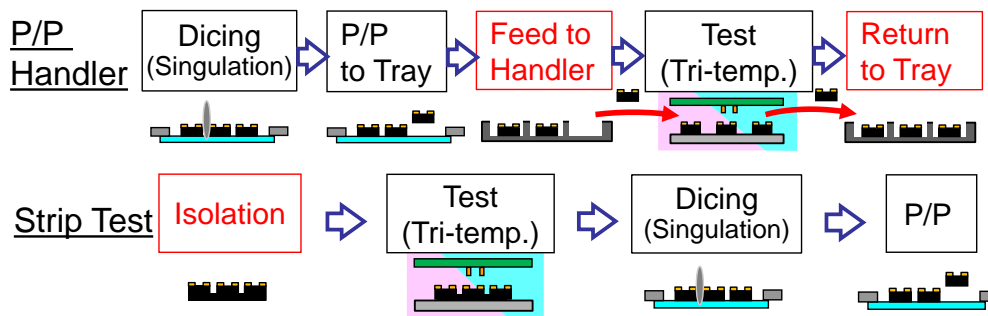 P/P
Handler
Dicing
(Singulation)
P/P
to Tray
Feed to
Handler
Test
(Tri-temp.)
Return
to Tray
Strip Test
Isolation
Test
(Tri-temp.)
Dicing
(Singulation)
P/P